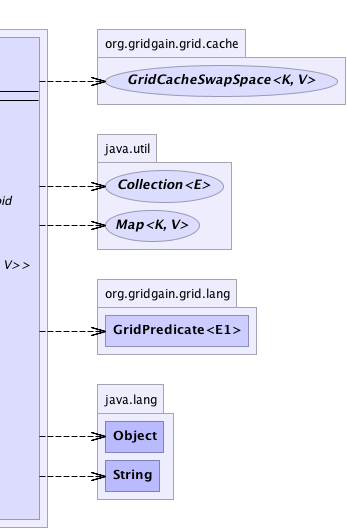 org.gridgain.grid.cache
GridCacheSwapSpace<K, V>
java.util
Collection<E>
Map<K, V>
V>>
org.gridgain.grid.lang
GridPredicate<E1>
java.lang
Object
String